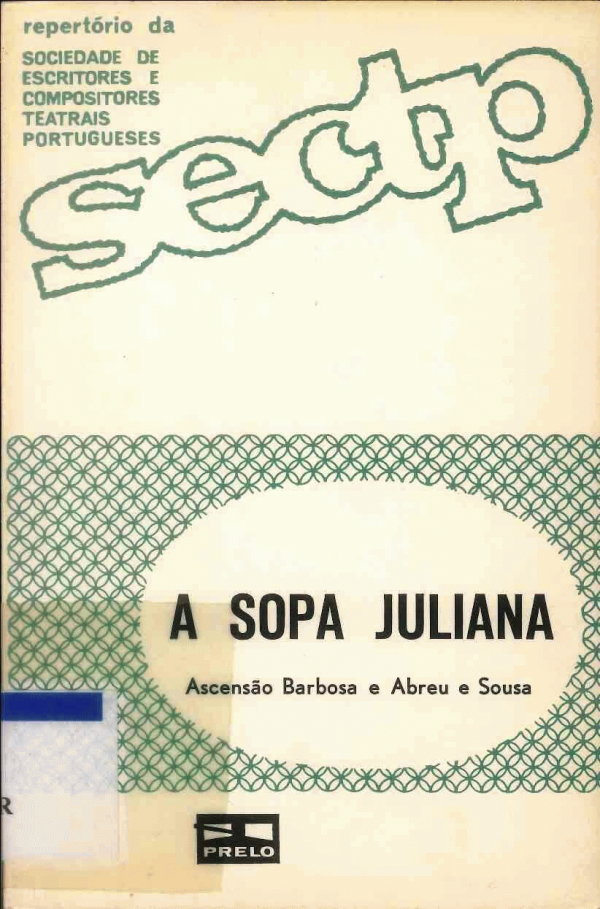 repertório da
SOCIEDADE DE
ESCRITORES E
COMPOSITORES
TEATRAIS
PORTUGUESES
sectp
A SOPA JULIANA
Ascensão Barbosa e Abreu e Sousa
R
PRELO